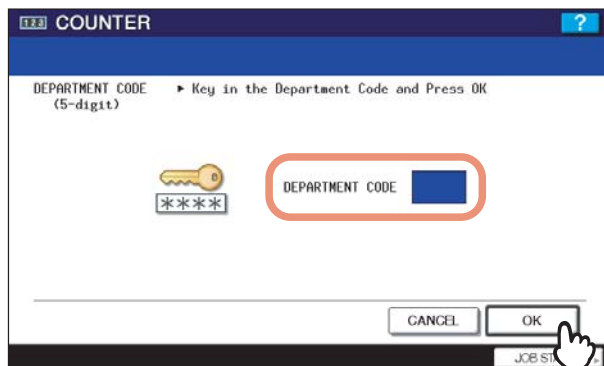 123 COUNTER ?
DEPARTMENT CODE ▶ Key in the Department Code and Press OK
(5-digit)
DEPARTMENT CODE
****
CANCEL OK
JOB